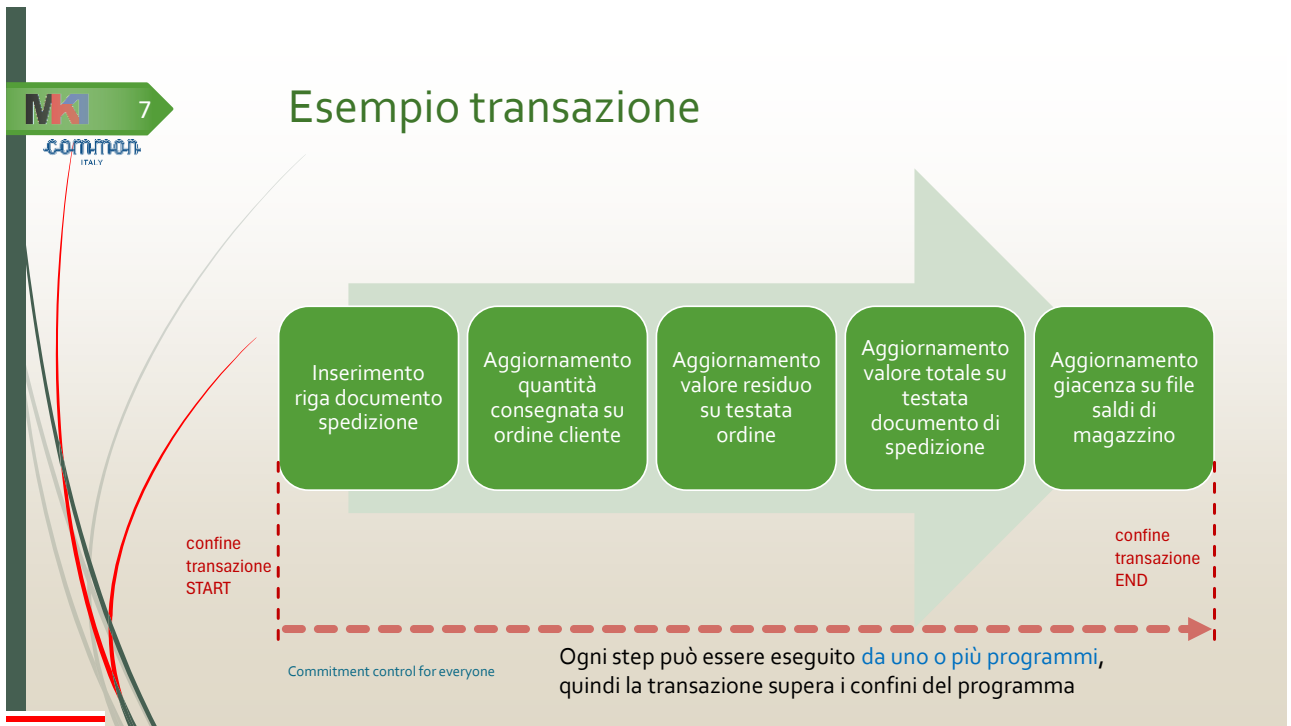 MK1
7
common
ITALY
Esempio transazione
Inserimento
riga documento
spedizione
Aggiornamento
quantità
consegnata su
ordine cliente
Aggiornamento
valore residuo
su testata
ordine
Aggiornamento
valore totale su
testata
documento di
spedizione
Aggiornamento
giacenza su file
saldi di
magazzino
confine
transazione
START
confine
transazione
END
Commitment control for everyone
Ogni step può essere eseguito da uno o più programmi,
quindi la transazione supera i confini del programma